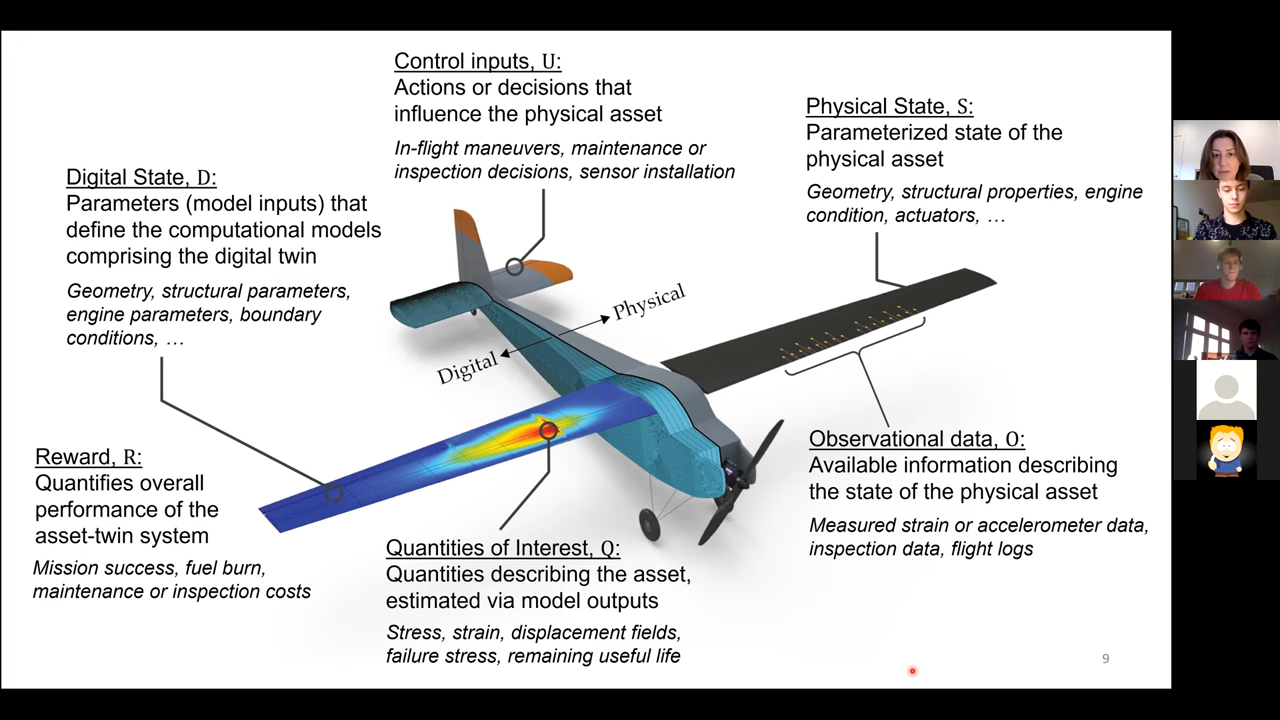 Control inputs, U:
Actions or decisions that
influence the physical asset
In-flight maneuvers, maintenance or
inspection decisions, sensor installation
Physical State, S:
Parameterized state of the
physical asset
Geometry, structural properties, engine
condition, actuators, …
Digital State, D:
Parameters (model inputs) that
define the computational models
comprising the digital twin
Geometry, structural parameters,
engine parameters, boundary
conditions, …
Physical
Digital
Reward, R:
Quantifies overall
performance of the
asset-twin system
Mission success, fuel burn,
maintenance or inspection costs
Quantities of Interest, Q:
Quantities describing the asset,
estimated via model outputs
Stress, strain, displacement fields,
failure stress, remaining useful life
Observational data, O:
Available information describing
the state of the physical asset
Measured strain or accelerometer data,
inspection data, flight logs
9